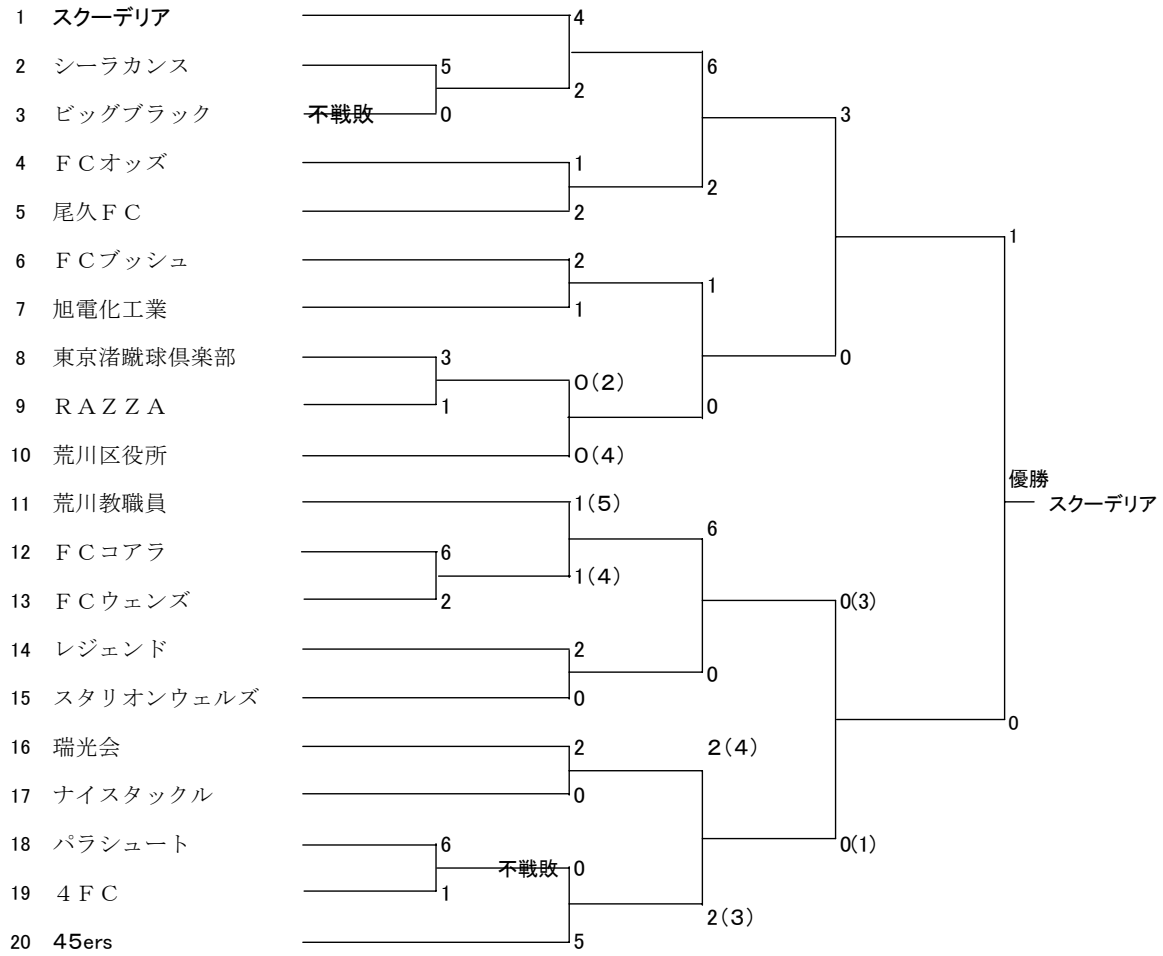 1 スクーデリア 4
2 シーラカンス 5 6
2
3 ビッグブラック 不戦敗 0 3
4 ＦＣオッズ 1
2
5 尾久ＦＣ 2
1
6 ＦＣブッシュ 2
1
7 旭電化工業 1
8 東京渚蹴球倶楽部 3 0
0(2)
9 ＲＡＺＺＡ 1 0
10 荒川区役所 0(4)
優勝
11 荒川教職員 1(5) スクーデリア
6
12 ＦＣコアラ 6
1(4)
13 ＦＣウェンズ 2 0(3)
14 レジェンド 2
0
15 スタリオンウェルズ 0
0
16 瑞光会 2 2(4)
17 ナイスタックル 0
18 パラシュート 6 0(1)
不戦敗 0
19 ４ＦＣ 1
2(3)
20 45ers 5